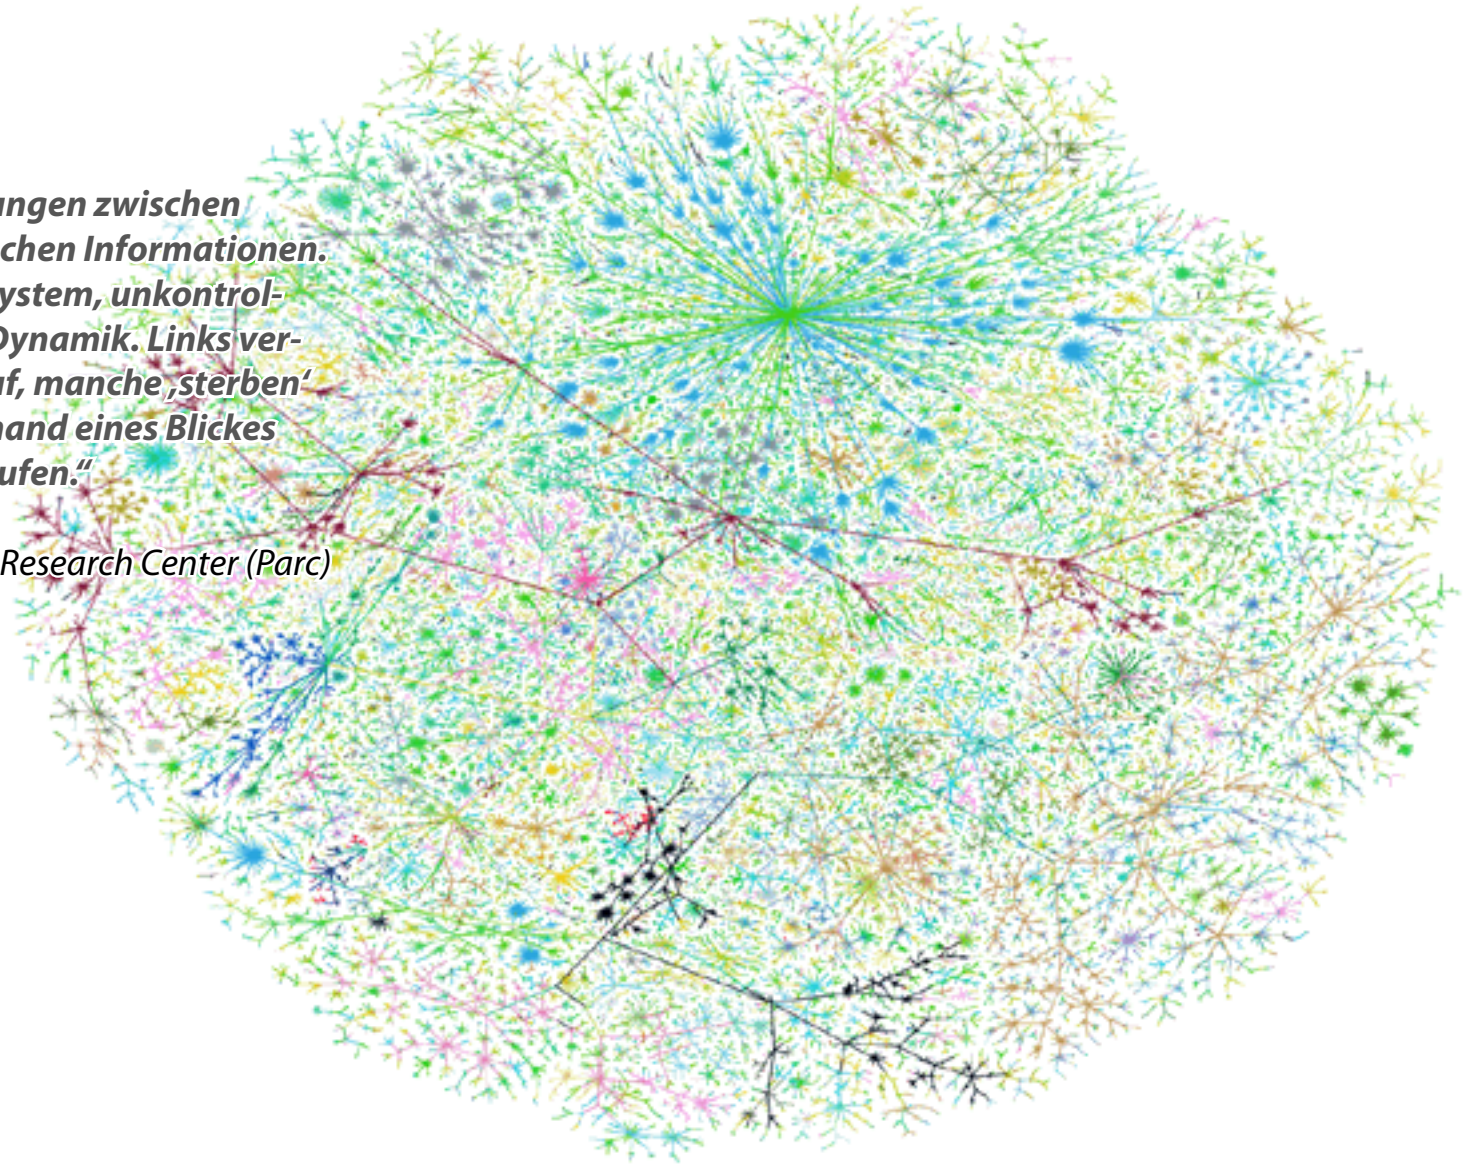 ungen zwischen
chen Informationen.
ystem, unkontrol-
Dynamik. Links ver-
uf, manche ‚sterben‘
hand eines Blickes
ufen.“
Research Center (Parc)